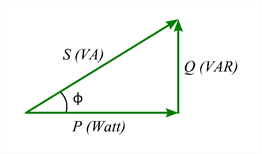 S (VA)
Q (VAR)
ϕ
P (Watt)